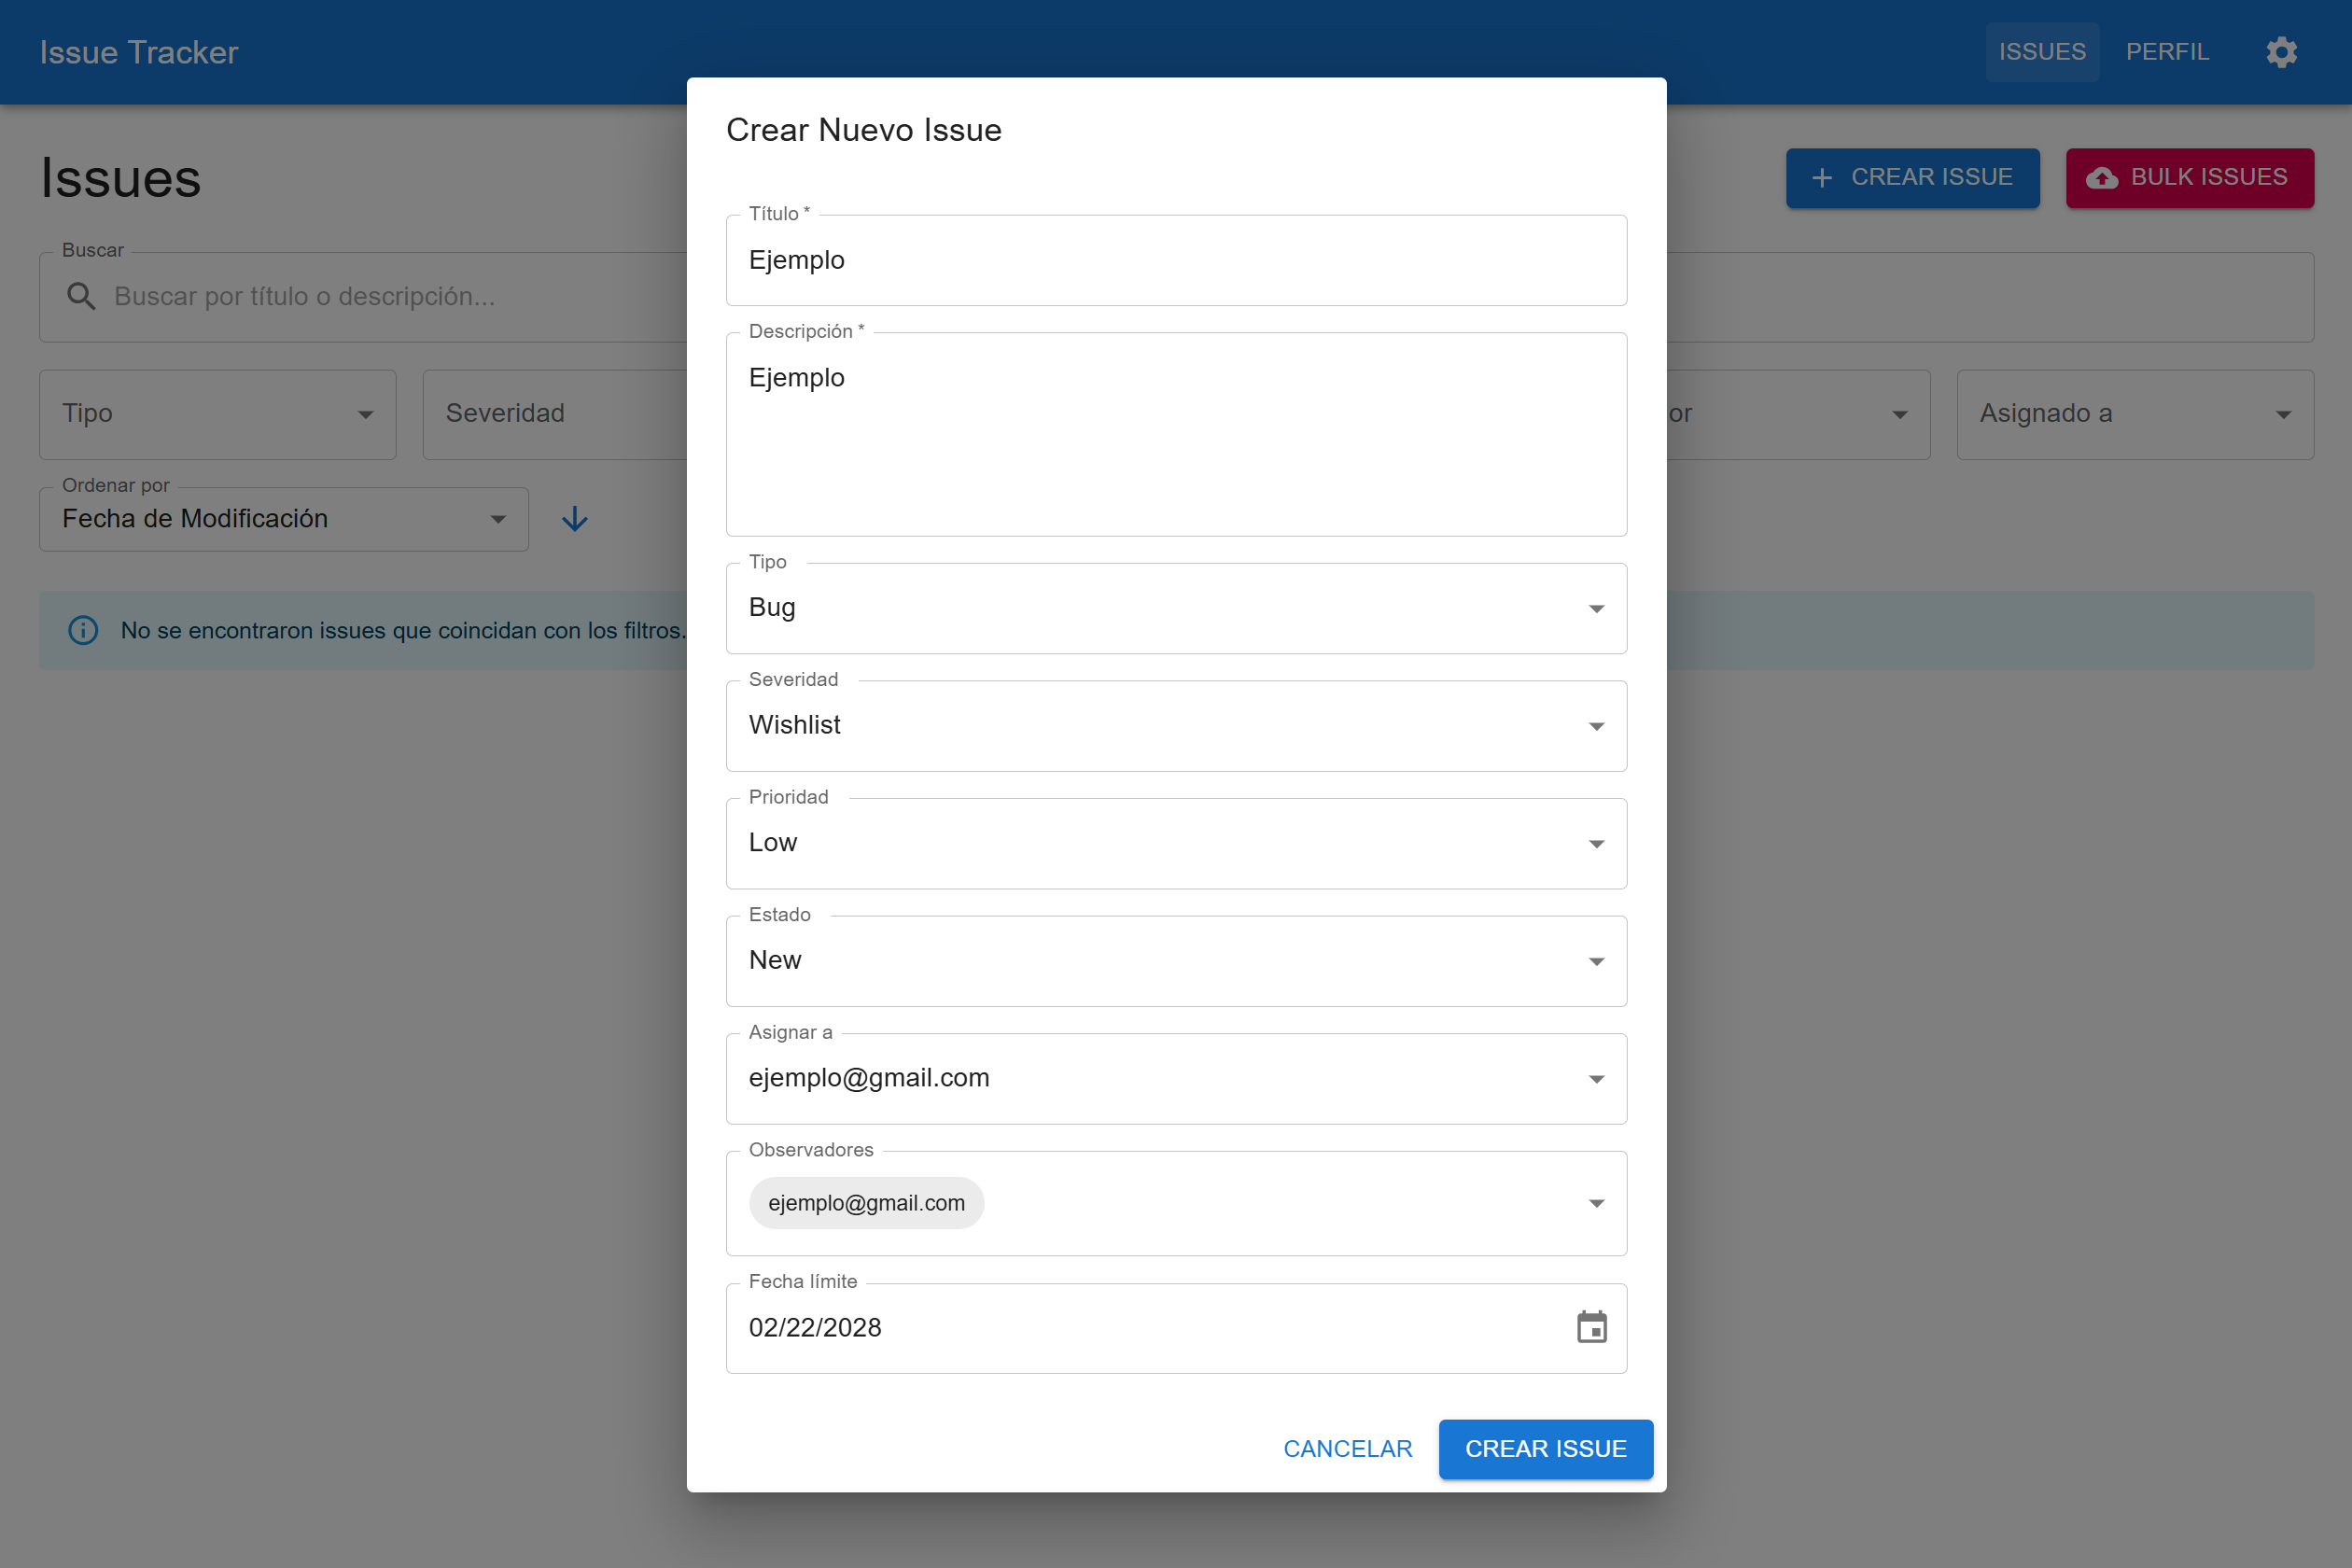 Issue Tracker
ISSUES
PERFIL
Issues
CREAR ISSUE
BULK ISSUES
Buscar
Buscar por título o descripción...
Tipo
Severidad
or
Asignado a
Ordenar por
Fecha de Modificación
No se encontraron issues que coincidan con los filtros.
Crear Nuevo Issue
Título *
Ejemplo
Descripción *
Ejemplo
Tipo
Bug
Severidad
Wishlist
Prioridad
Low
Estado
New
Asignar a
ejemplo@gmail.com
Observadores
ejemplo@gmail.com
Fecha límite
02/22/2028
CANCELAR
CREAR ISSUE